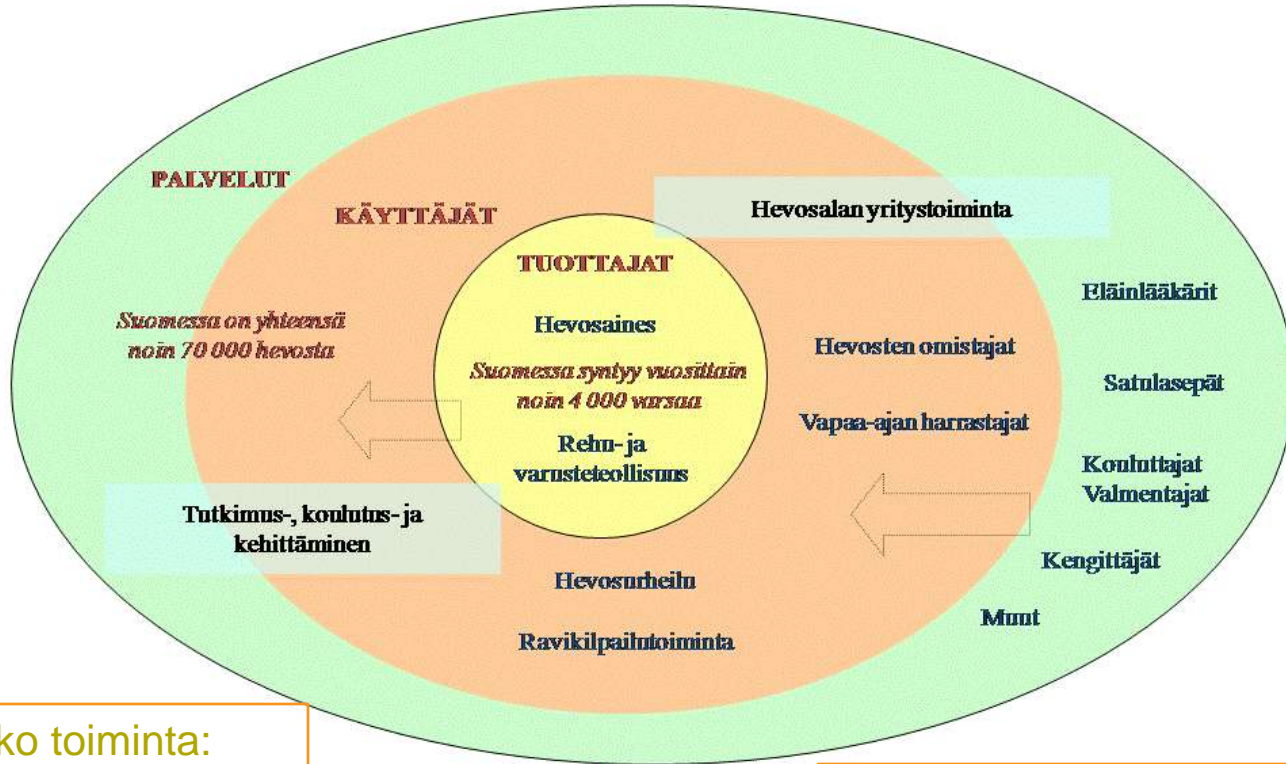 PALVELUT
KÄYTTÄJÄT
Hevosalan yritystoiminta
TUOTTAJAT
Hevosaines
Suomessa syntyy vuosittain
noin 4 000 varsaa
Rehu- ja
varusteteollisuus
Suomessa on yhteensä
noin 70 000 hevosta
Tutkimus-, koulutus- ja
kehittäminen
Hevosten omistajat
Vapaa-ajan harrastajat
Hevosurheilu
Ravikilpailutoiminta
Eläinlääkärit
Satulasepät
Kouluttajat
Valmentajat
Kengittäjät
Muut
ko toiminta: